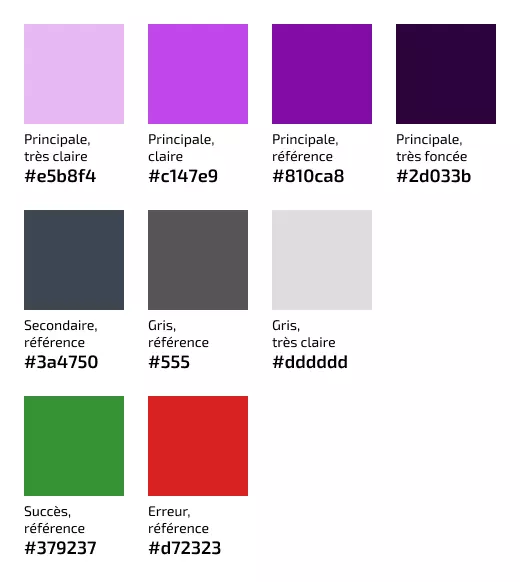 Principale,
très claire
#e5b8f4
Principale,
claire
#c147e9
Principale,
référence
#810ca8
Principale,
très foncée
#2d033b
Secondaire,
référence
#3a4750
Gris,
référence
#555
Gris,
très claire
#dddddd
Succès,
référence
#379237
Erreur,
référence
#d72323